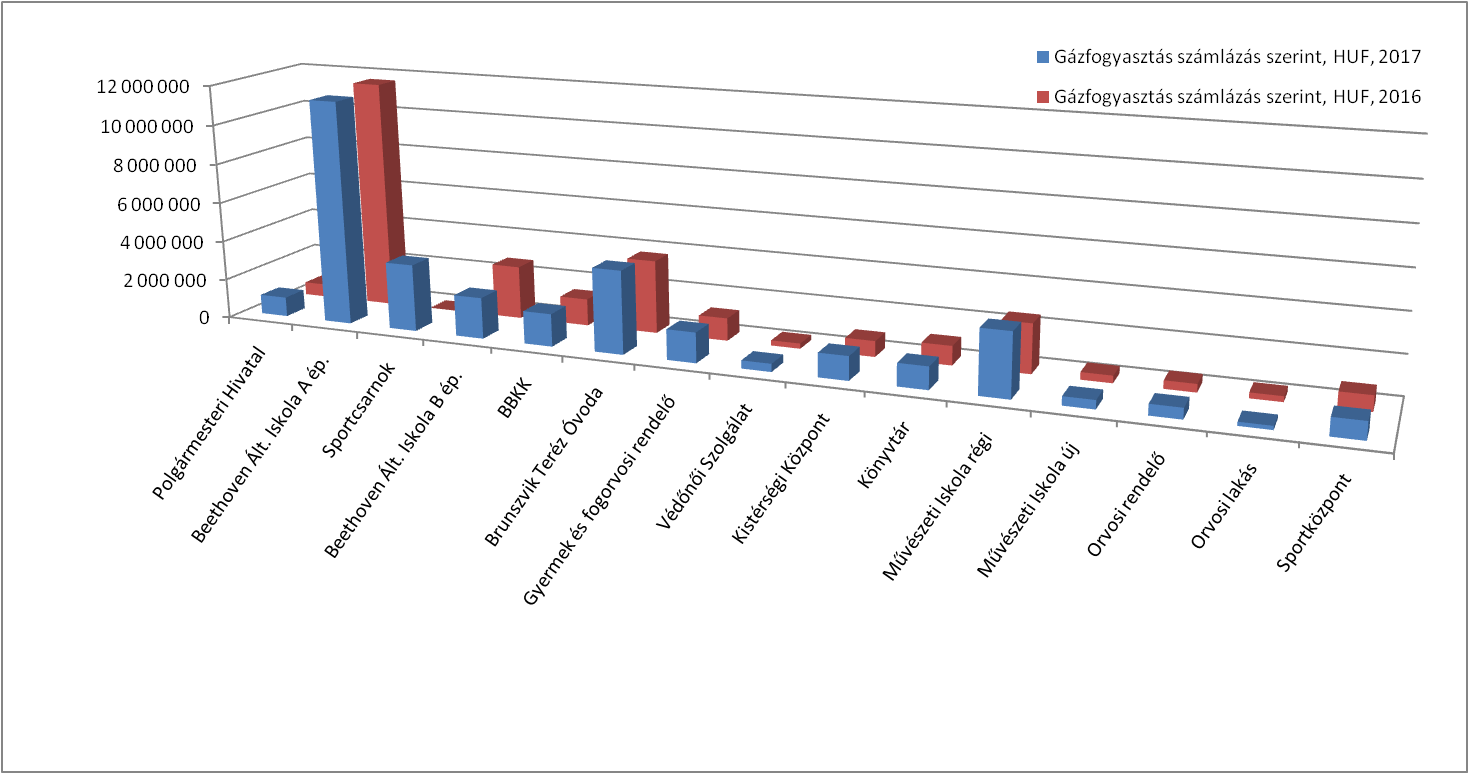 Gázfogyasztás számlázás szerint, HUF, 2017
Gázfogyasztás számlázás szerint, HUF, 2016
12 000 000
10 000 000
8 000 000
6 000 000
4 000 000
2 000 000
0
Polgármesteri Hivatal
Beethoven Ált. Iskola A ép.
Sportcsarnok
Beethoven Ált. Iskola B ép.
BBKK
Brunszvik Teréz Óvoda
Gyermek és fogorvosi rendelő
Védőnői Szolgálat
Kistérségi Központ
Könyvtár
Művészeti Iskola régi
Művészeti Iskola új
Orvosi rendelő
Orvosi lakás
Sportközpont